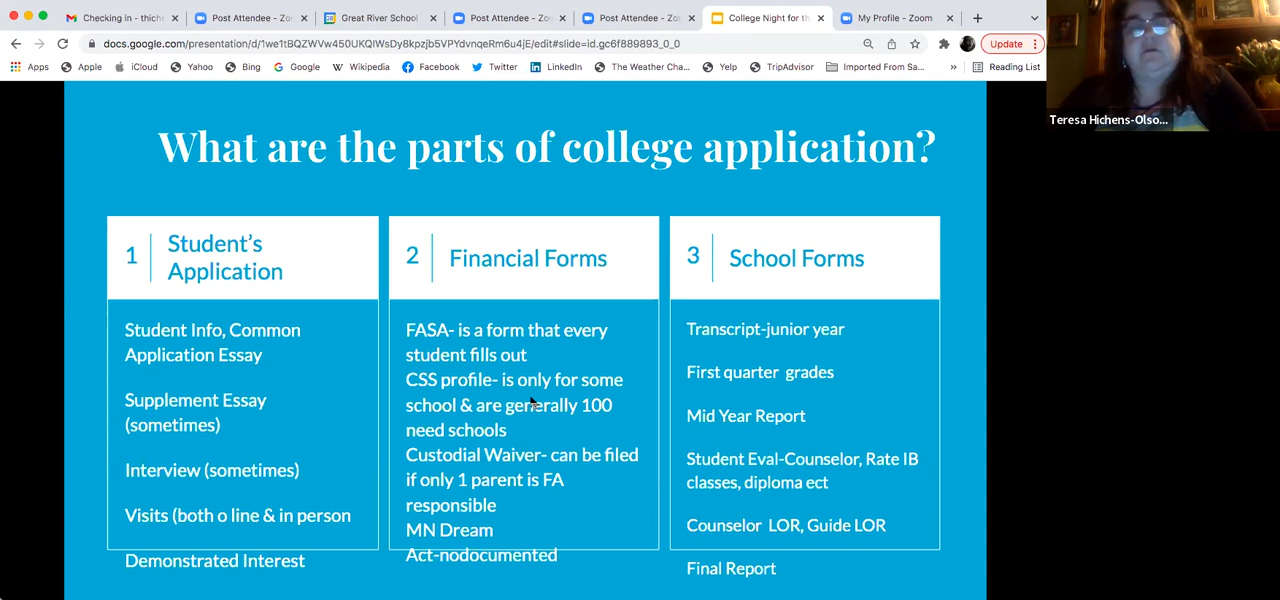 Checking in - thich
Post Attendee - Zo
Great River School
Post Attendee - Zoo
Post Attendee - Zo
College Night for th
My Profile - Zoom
docs.google.com/presentation/d/1we1tBQZWVw450UKQIWsDy8kpzjb5VPYdvnqeRm6u4jE/edit#slide=id.gc6f889893_0_0
Update
Apps
Apple
iCloud
Yahoo
Bing
Google
Wikipedia
Facebook
Twitter
LinkedIn
The Weather Cha...
Yelp
TripAdvisor
Imported From Sa...
»
Reading List
Teresa Hichens-Olso...
What are the parts of college application?
1
Student's
Application
Student Info, Common
Application Essay
Supplement Essay
(sometimes)
Interview (sometimes)
Visits (both o line & in person
Demonstrated Interest
2
Financial Forms
FASA- is a form that every
student fills out
CSS profile- is only for some
school & are generally 100
need schools
Custodial Waiver- can be filed
if only 1 parent is FA
responsible
MN Dream
Act-nodocumented
3
School Forms
Transcript-junior year
First quarter grades
Mid Year Report
Student Eval-Counselor, Rate IB
classes, diploma ect
Counselor LOR, Guide LOR
Final Report